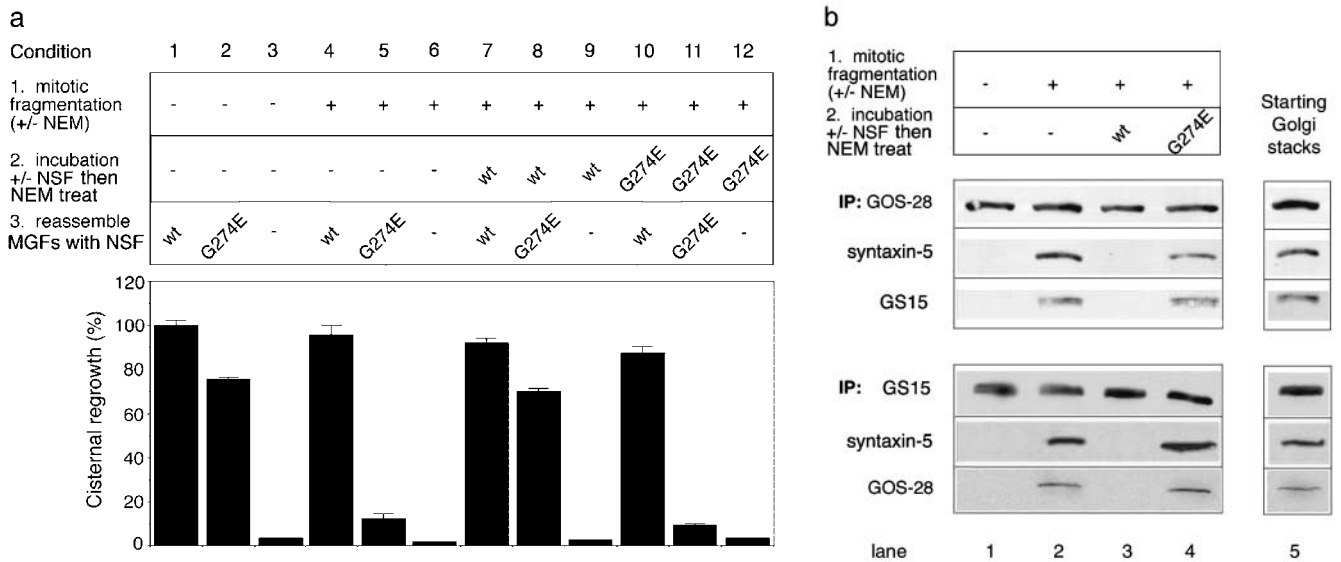 a
Condition 1 2 3 4 5 6 7 8 9 10 11 12
1. mitotic
fragmentation
(+/- NEM)
- - - + + + + + + + + +
2. incubation
+/- NSF then
NEM treat
- - - - - - wt wt wt G274E G274E G274E
3. reassemble
MGFs with NSF
wt G274E - wt G274E - wt G274E - wt G274E -
Cisternal regrowth (%)
120
100
80
60
40
20
0
b
1. mitotic
fragmentation
(+/- NEM)
- + + +
2. incubation
+/- NSF then
NEM treat
- - wt G274E
Starting
Golgi
stacks
IP: GOS-28
syntaxin-5
GS15
IP: GS15
syntaxin-5
GOS-28
lane 1 2 3 4 5